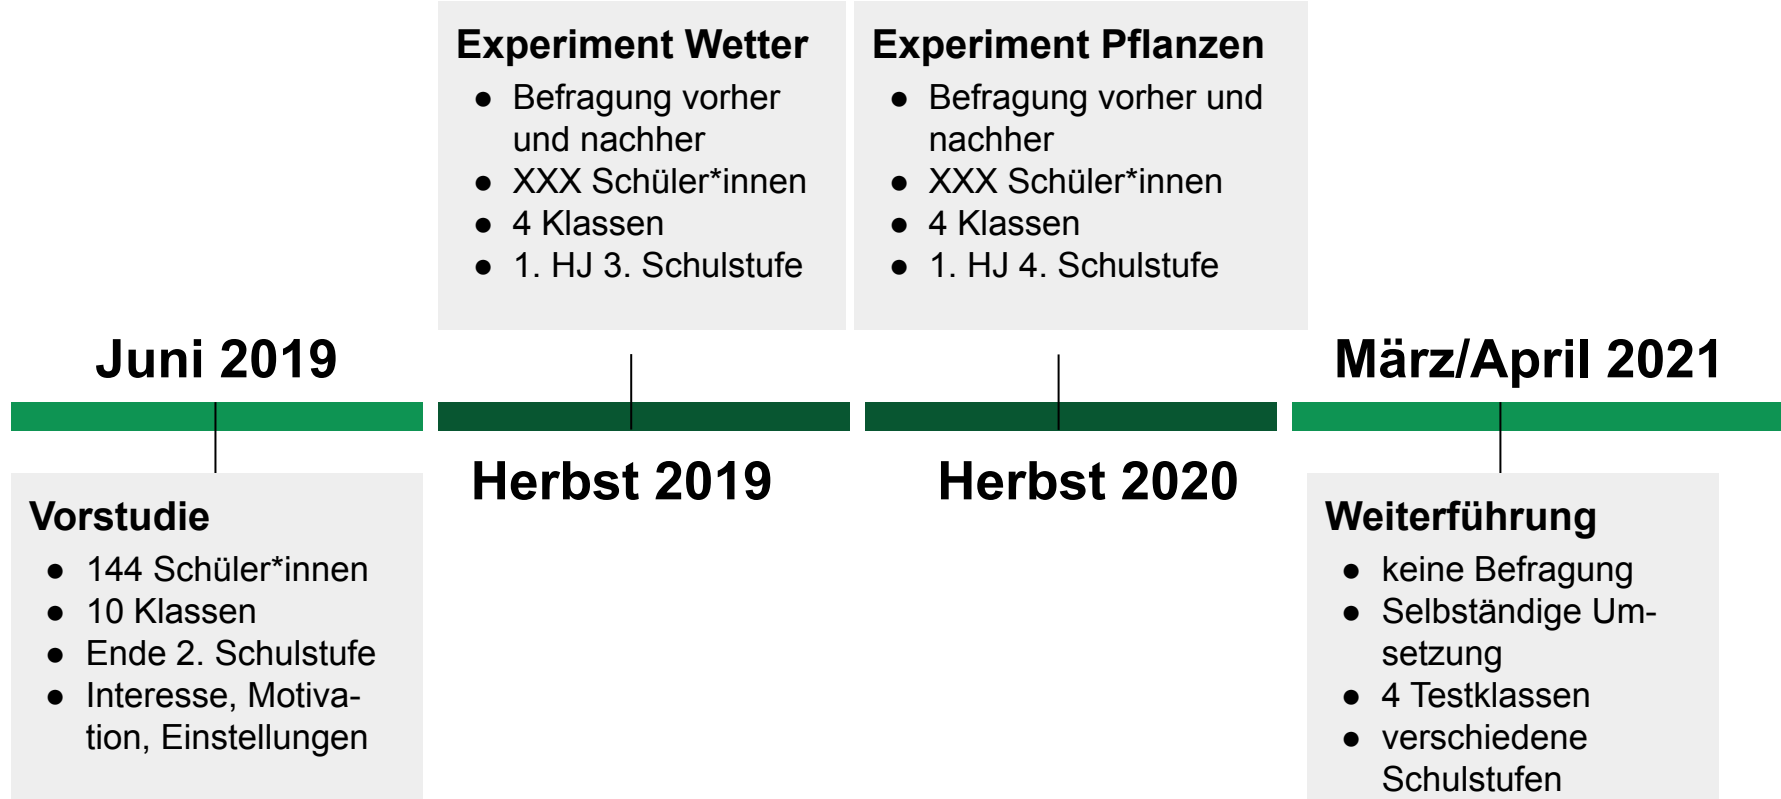 Experiment Wetter
● Befragung vorher
und nachher
● XXX Schüler*innen
● 4 Klassen
● 1. HJ 3. Schulstufe
Experiment Pflanzen
● Befragung vorher und
nachher
● XXX Schüler*innen
● 4 Klassen
● 1. HJ 4. Schulstufe
Juni 2019
März/April 2021
Herbst 2019
Herbst 2020
Vorstudie
● 144 Schüler*innen
● 10 Klassen
● Ende 2. Schulstufe
● Interesse, Motiva-
tion, Einstellungen
Weiterführung
● keine Befragung
● Selbständige Um-
setzung
● 4 Testklassen
● verschiedene
Schulstufen